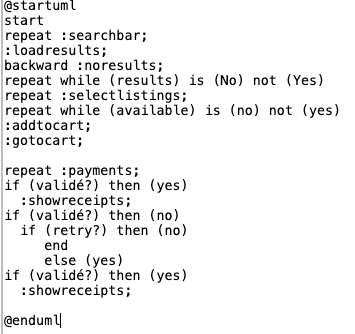 @startuml
start
repeat :searchbar;
:loadresults;
backward :noresults;
repeat while (results) is (No) not (Yes)
repeat :selectlistings;
repeat while (available) is (no) not (yes)
:addtocart;
:gotocart;

repeat :payments;
if (validé?) then (yes)
  :showreceipts;
if (validé?) then (no)
  if (retry?) then (no)
     end
     else (yes)
if (validé?) then (yes)
  :showreceipts;

@enduml